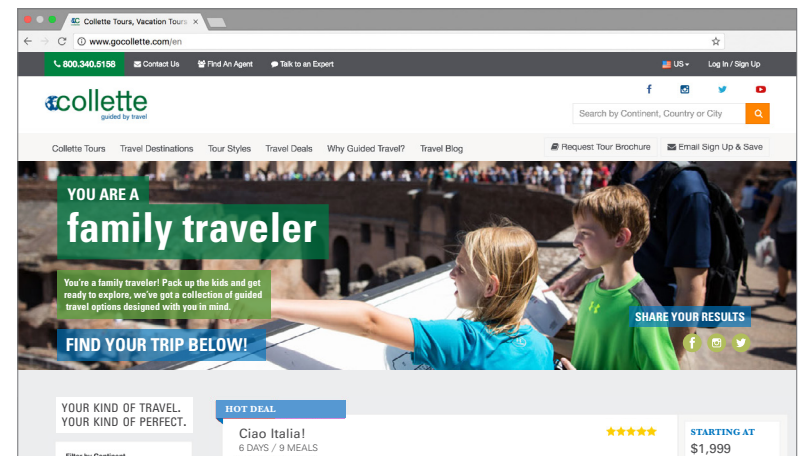 Collette Tours, Vacation Tours
www.gocollette.com/en
800.340.5158 Contact Us Find An Agent Talk to an Expert US Log In / Sign Up
collette
guided by travel
Search by Continent, Country or City
Collette Tours Travel Destinations Tour Styles Travel Deals Why Guided Travel? Travel Blog Request Tour Brochure Email Sign Up & Save
YOU ARE A
family traveler
You're a family traveler! Pack up the kids and get
ready to explore, we've got a collection of guided
travel options designed with you in mind.
SHARE YOUR RESULTS
FIND YOUR TRIP BELOW!
YOUR KIND OF TRAVEL.
YOUR KIND OF PERFECT.
Filter by Continent
HOT DEAL
Ciao Italia!
6 DAYS / 9 MEALS
STARTING AT
$1,999